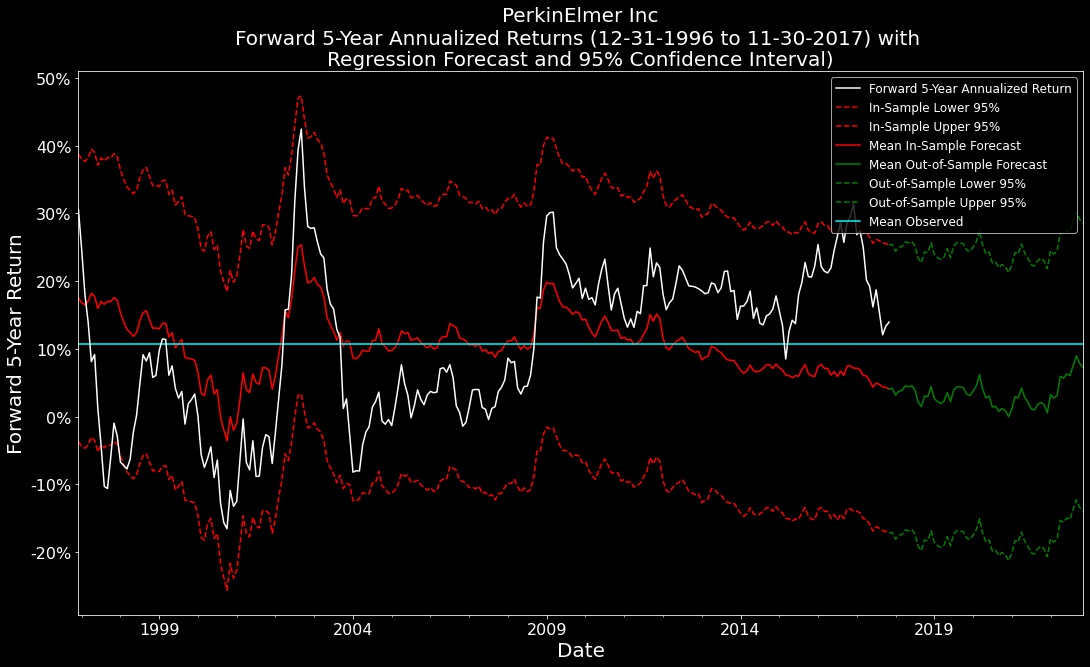 PerkinElmer Inc
Forward 5-Year Annualized Returns (12-31-1996 to 11-30-2017) with
Regression Forecast and 95% Confidence Interval)
Forward 5-Year Annualized Return
In-Sample Lower 95%
In-Sample Upper 95%
Mean In-Sample Forecast
Mean Out-of-Sample Forecast
Out-of-Sample Lower 95%
Out-of-Sample Upper 95%
Mean Observed
Forward 5-Year Return
50%
40%
30%
20%
10%
0%
-10%
-20%
1999
2004
2009
2014
2019
Date